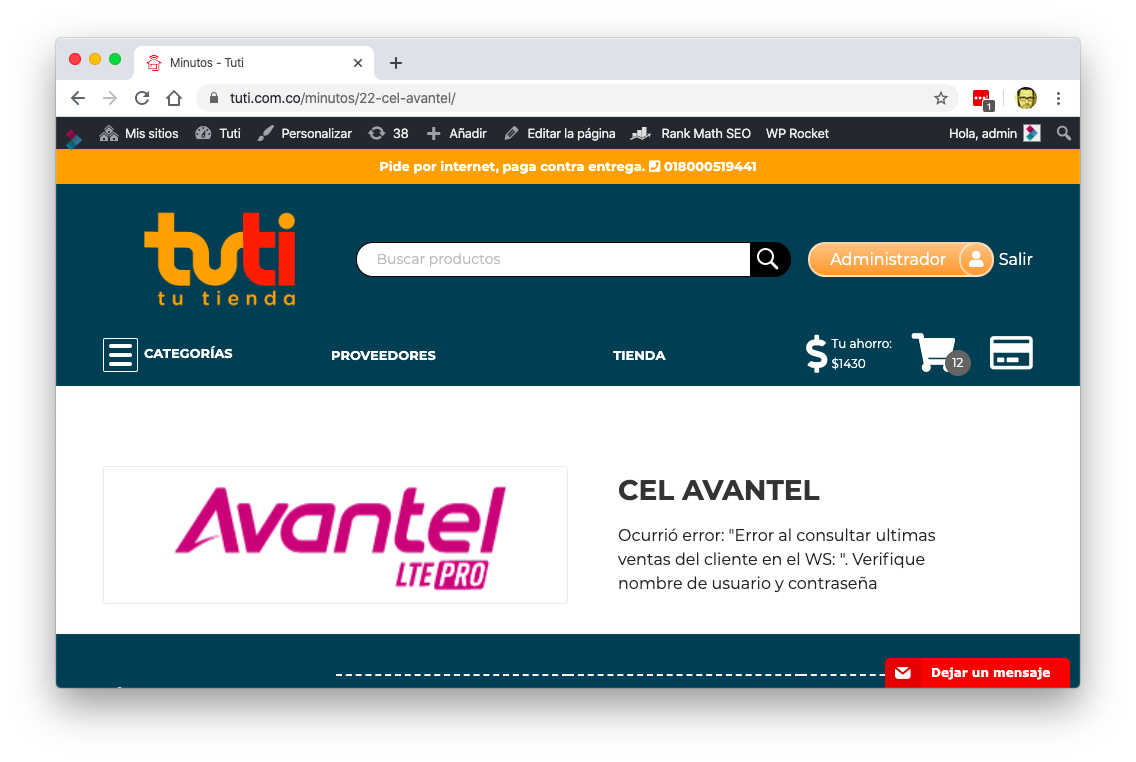 Minutos - Tuti
tuti.com.co/minutos/22-cel-avantel/
1
Mis sitios Tuti Personalizar 38 Añadir Editar la página Rank Math SEO WP Rocket Hola, admin
Pide por internet, paga contra entrega. 018000519441
tuti
tu tienda
Buscar productos
Administrador Salir
CATEGORÍAS PROVEEDORES TIENDA
Tu ahorro:
$1430
12
Avantel
LTE PRO
CEL AVANTEL
Ocurrió error: "Error al consultar ultimas
ventas del cliente en el WS: ". Verifique
nombre de usuario y contraseña
Dejar un mensaje